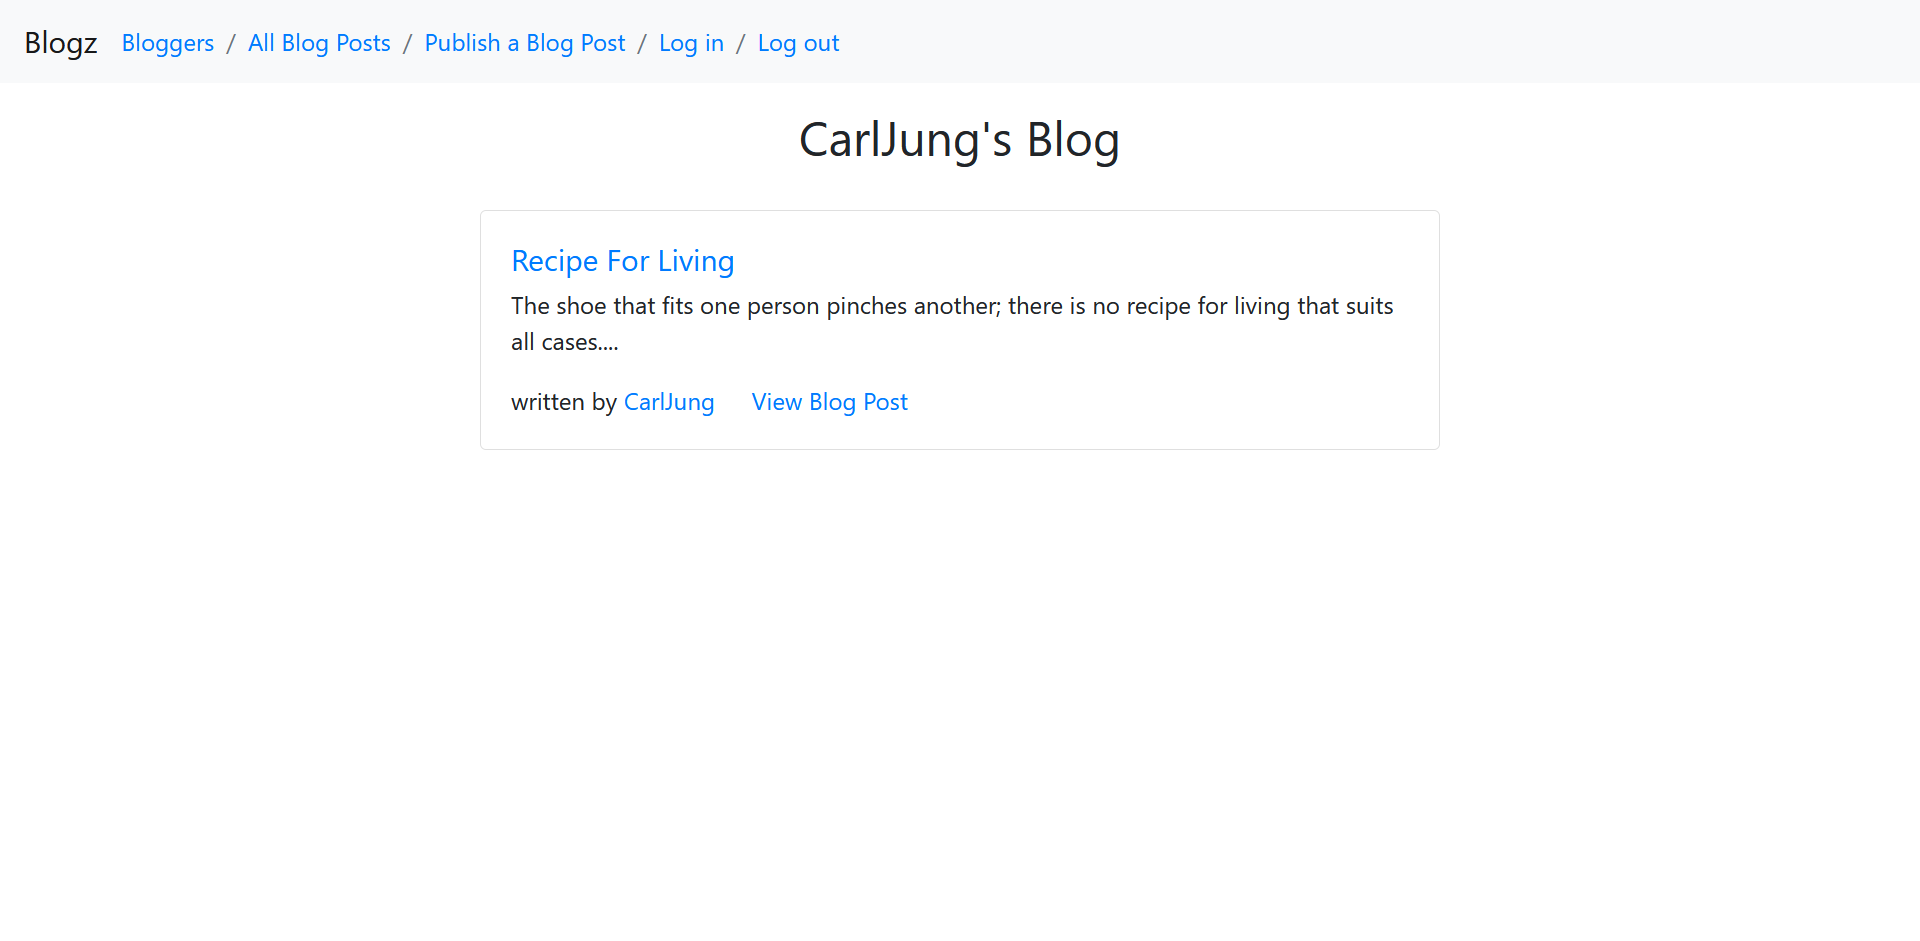 Blogz Bloggers / All Blog Posts / Publish a Blog Post / Log in / Log out
CarlJung's Blog
Recipe For Living
The shoe that fits one person pinches another; there is no recipe for living that suits
all cases....
written by CarlJung View Blog Post